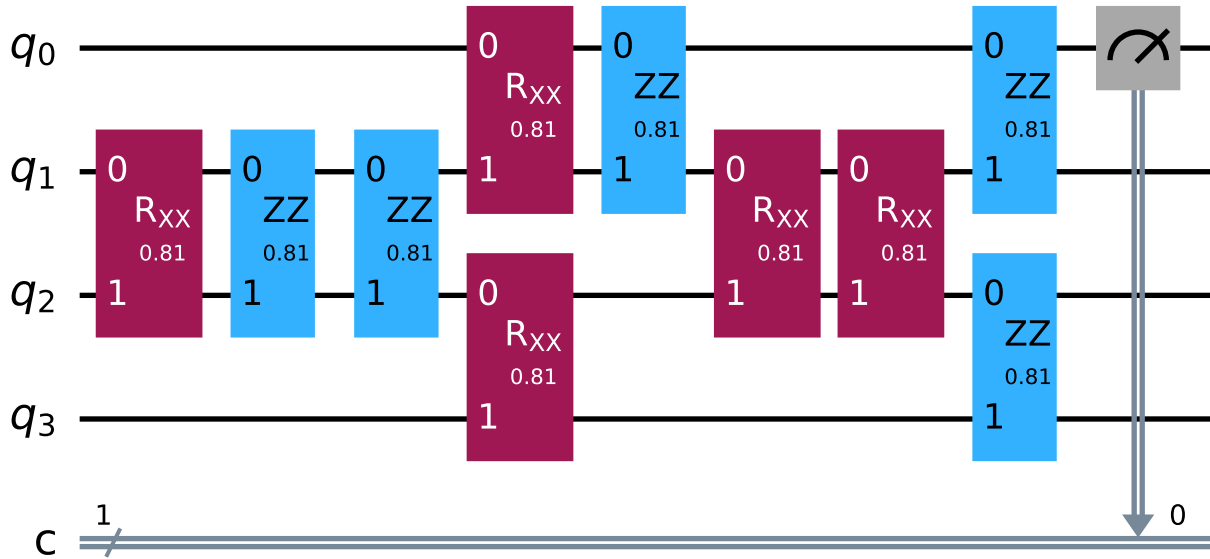 q0 0 0 0
RXX ZZ ZZ
0.81 0.81 0.81
q1 0 0 0 1 1 0 0 1
RXX ZZ ZZ RXX RXX
0.81 0.81 0.81 0.81 0.81
q2 1 1 1 0 1 1 0
RXX ZZ
0.81 0.81
q3 1 1
1 0
c